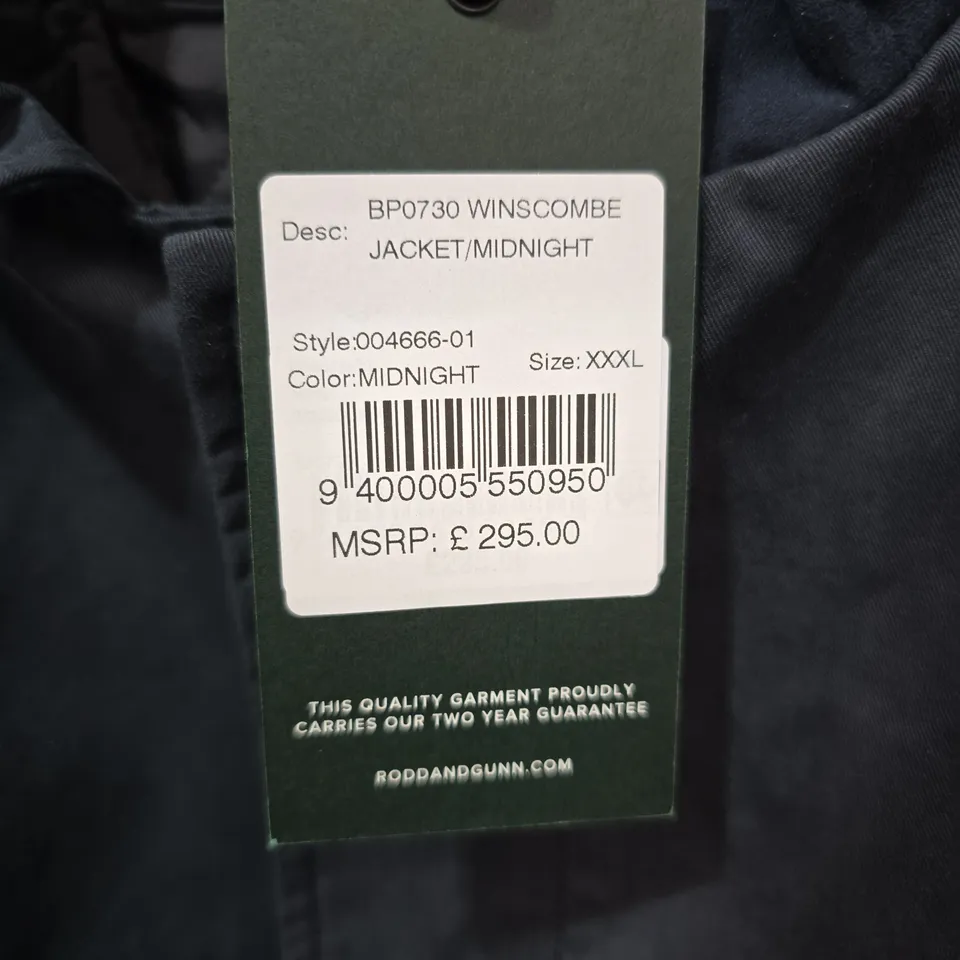 Desc: BP0730 WINSCOMBE
JACKET/MIDNIGHT
Style:004666-01
Color:MIDNIGHT Size: XXXL
9 400005 550950
MSRP: £ 295.00
THIS QUALITY GARMENT PROUDLY
CARRIES OUR TWO YEAR GUARANTEE
RODDANDGUNN.COM